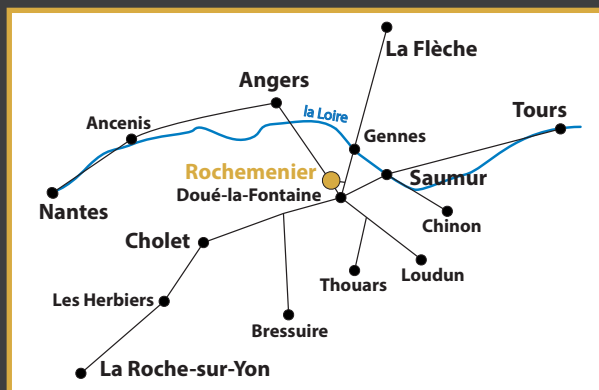 La Flèche
Angers
la Loire
Tours
Ancenis
Gennes
Rochemenier
Saumur
Doué-la-Fontaine
Nantes
Chinon
Cholet
Loudun
Thouars
Les Herbiers
Bressuire
La Roche-sur-Yon